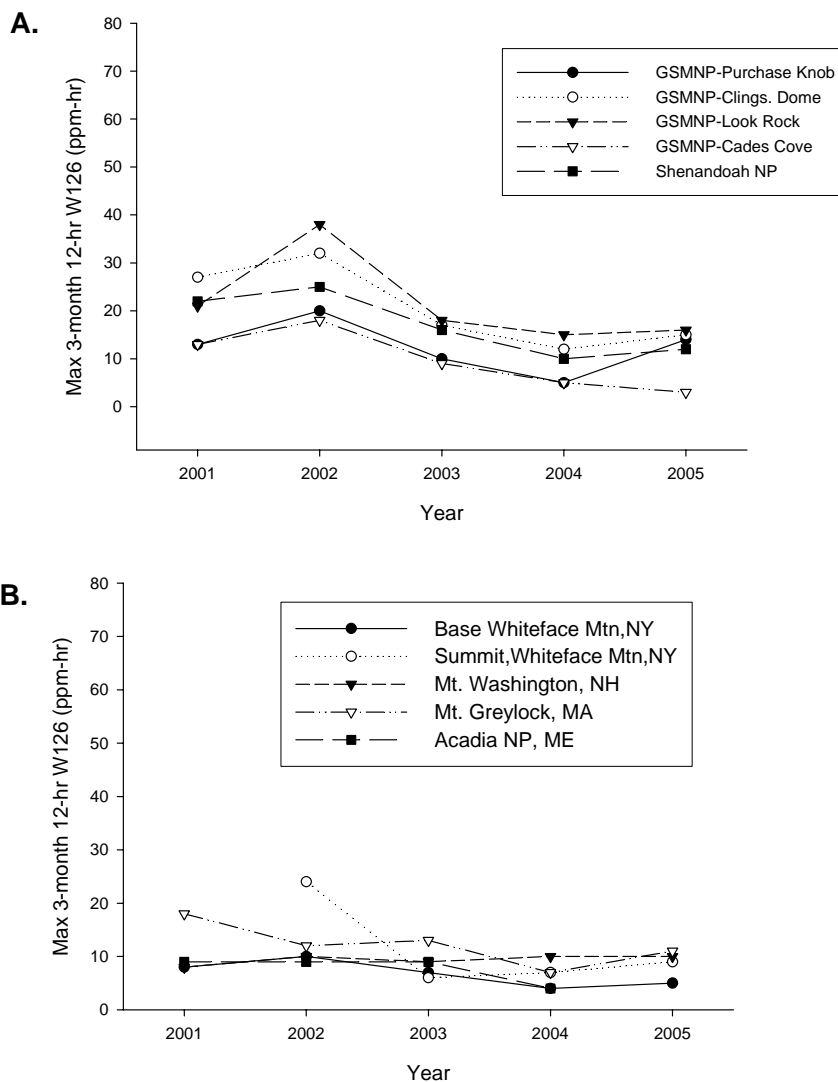 A.
80
70
60
50
40
30
20
10
0
Max 3-month 12-hr W126 (ppm-hr)
GSMNP-Purchase Knob
GSMNP-Clings. Dome
GSMNP-Look Rock
GSMNP-Cades Cove
Shenandoah NP
2001 2002 2003 2004 2005
Year
B.
80
70
60
50
40
30
20
10
0
Max 3-month 12-hr W126 (ppm-hr)
Base Whiteface Mtn,NY
Summit,Whiteface Mtn,NY
Mt. Washington, NH
Mt. Greylock, MA
Acadia NP, ME
2001 2002 2003 2004 2005
Year